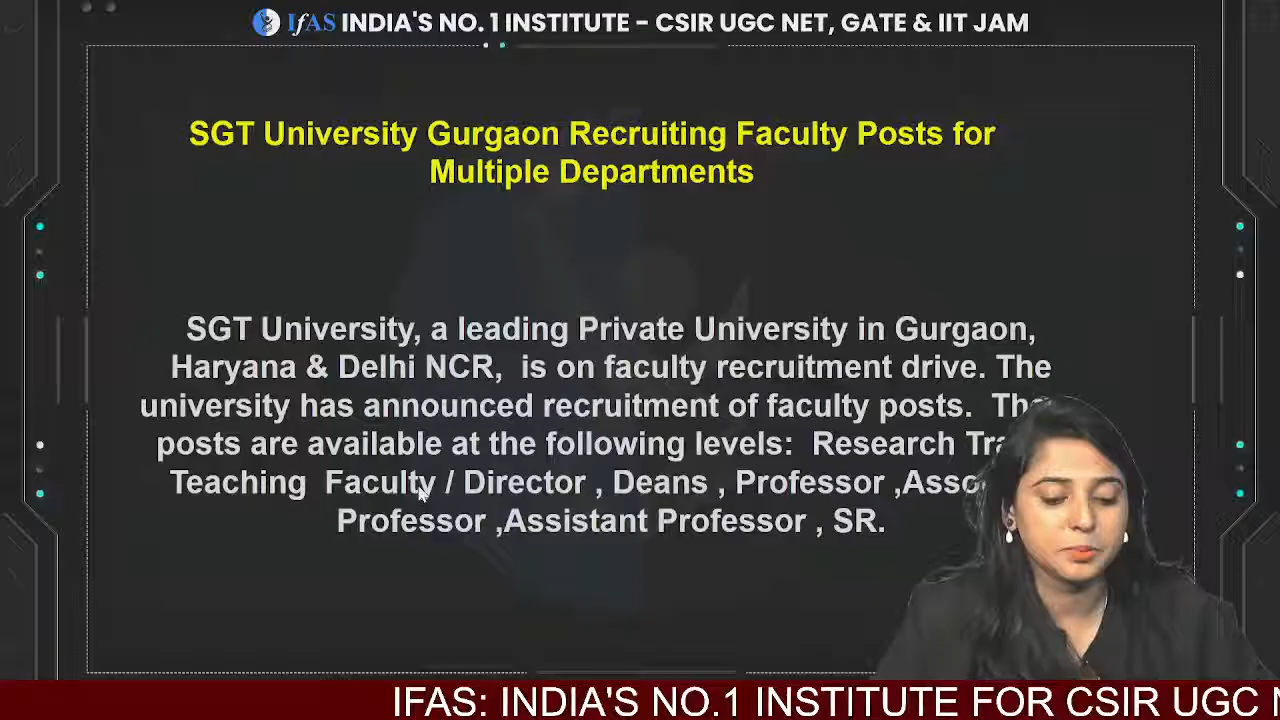 IfAS INDIA'S NO. 1 INSTITUTE – CSIR UGC NET, GATE & IIT JAM
SGT University Gurgaon Recruiting Faculty Posts for
Multiple Departments
SGT University, a leading Private University in Gurgaon,
Haryana & Delhi NCR, is on faculty recruitment drive. The
university has announced recruitment of faculty posts. The
posts are available at the following levels: Research
Teaching Faculty / Director , Deans , Professor ,
Professor ,Assistant Professor , SR.
IFAS: INDIA'S NO.1 INSTITUTE FOR CSIR UGC